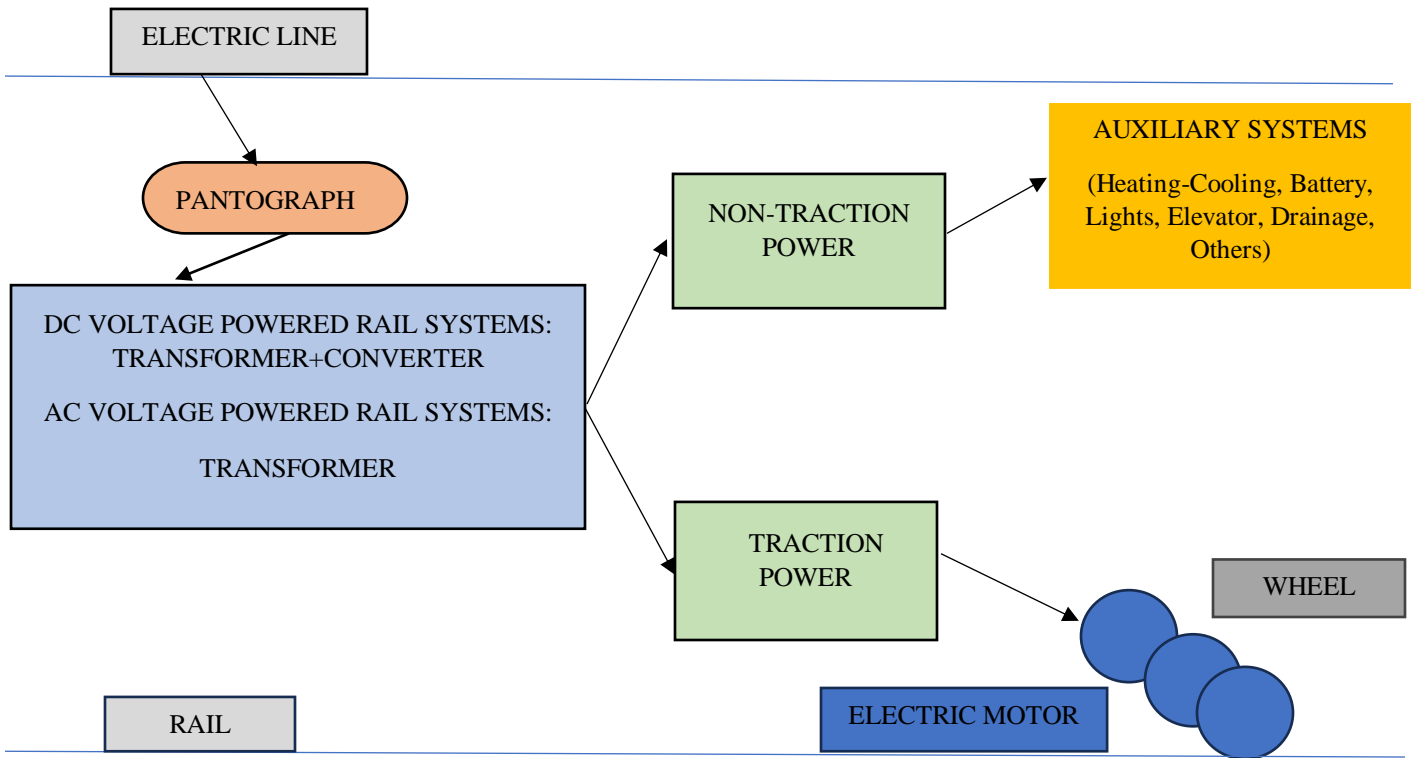 ELECTRIC LINE
PANTOGRAPH
DC VOLTAGE POWERED RAIL SYSTEMS:
TRANSFORMER+CONVERTER
AC VOLTAGE POWERED RAIL SYSTEMS:
TRANSFORMER
NON-TRACTION
POWER
AUXILIARY SYSTEMS
(Heating-Cooling, Battery,
Lights, Elevator, Drainage,
Others)
TRACTION
POWER
WHEEL
ELECTRIC MOTOR
RAIL